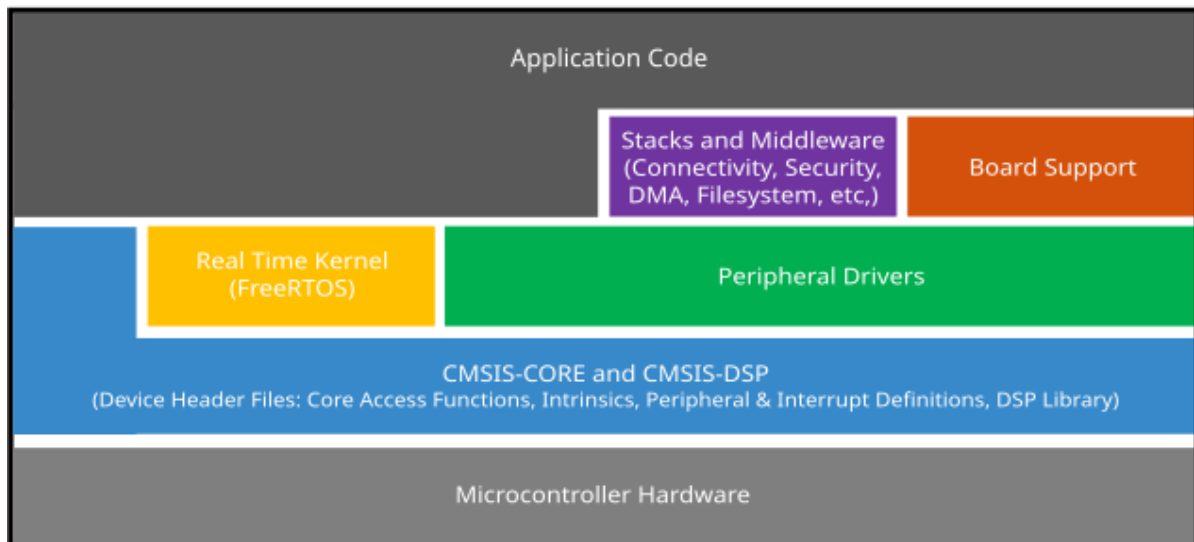 Application Code
Stacks and Middleware
(Connectivity, Security,
DMA, Filesystem, etc,)
Board Support
Real Time Kernel
(FreeRTOS)
Peripheral Drivers
CMSIS-CORE and CMSIS-DSP
(Device Header Files: Core Access Functions, Intrinsics, Peripheral & Interrupt Definitions, DSP Library)
Microcontroller Hardware